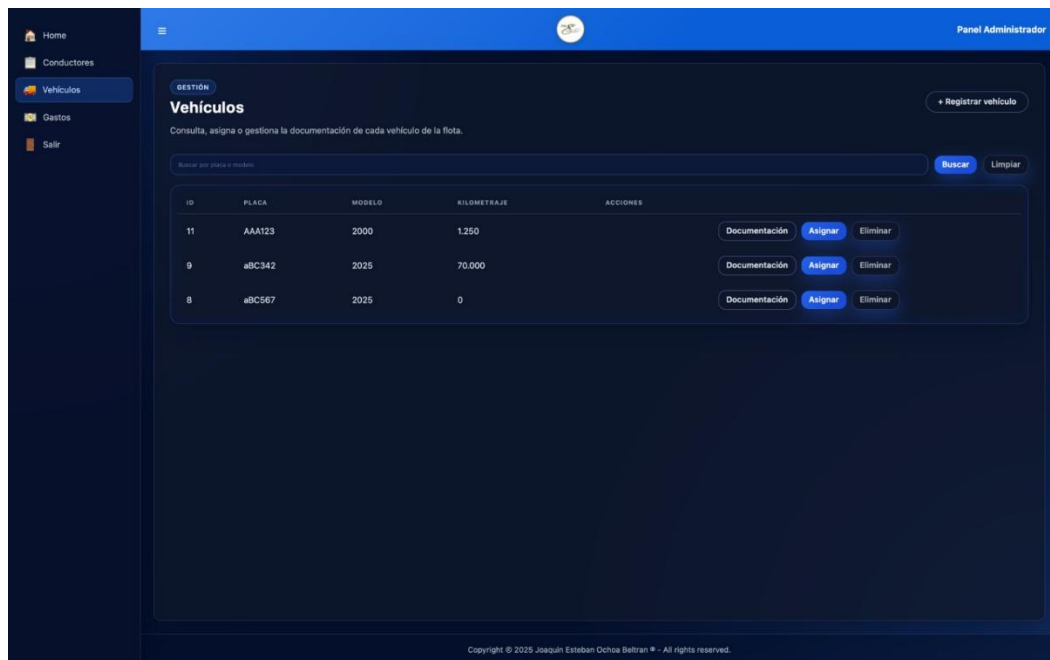 Home
Conductores
Vehículos
Gastos
Salir
Panel Administrador
GESTIÓN
Vehículos
+ Registrar vehículo
Consulta, asigna o gestiona la documentación de cada vehículo de la flota.
Buscar por placa o modelo
Buscar Limpiar
ID PLACA MODELO KILOMETRAJE ACCIONES
11 AAA123 2000 1.250 Documentación Asignar Eliminar
9 aBC342 2025 70.000 Documentación Asignar Eliminar
8 aBC567 2025 0 Documentación Asignar Eliminar
Copyright © 2025 Joaquin Esteban Ochoa Beltran ® - All rights reserved.